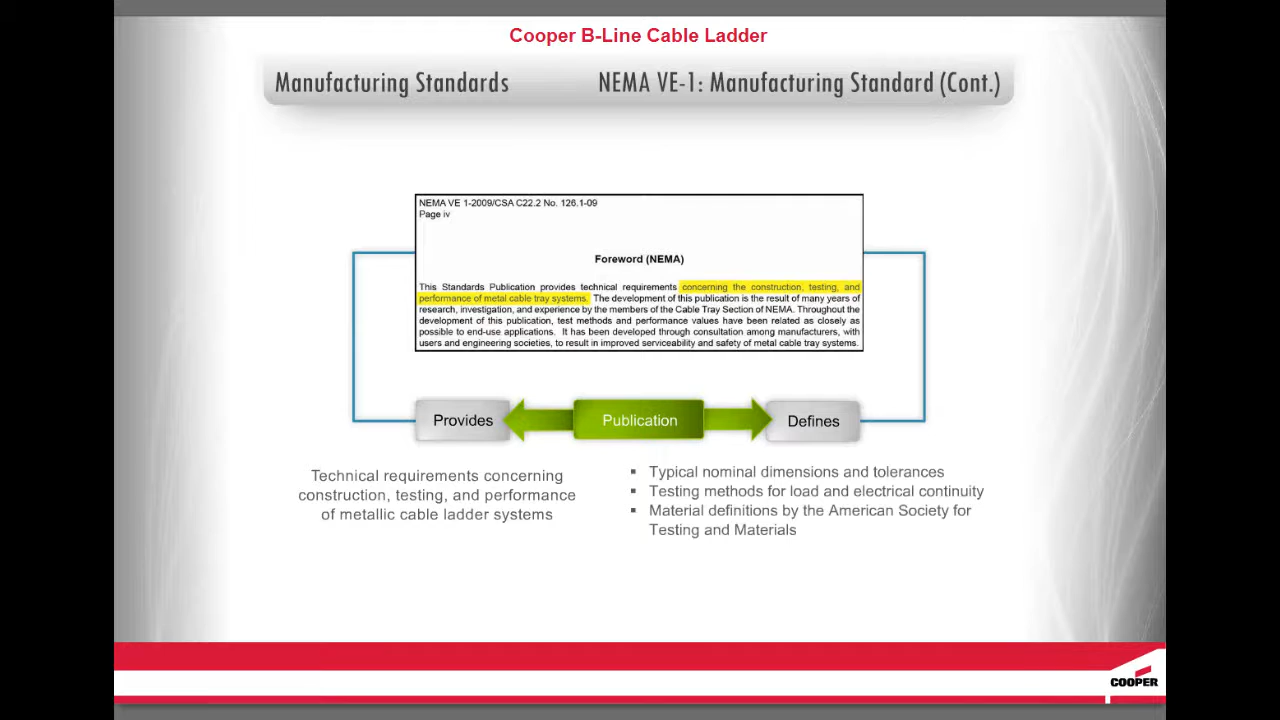 Cooper B-Line Cable Ladder
Manufacturing Standards
NEMA VE-1: Manufacturing Standard (Cont.)
NEMA VE 1-2009/CSA C22.2 No. 126.1-09
Page iv
Foreword (NEMA)
This Standards Publication provides technical requirements concerning the construction, testing, and
performance of metal cable tray systems. The development of this publication is the result of many years of
research, investigation, and experience by the members of the Cable Tray Section of NEMA. Throughout the
development of this publication, test methods and performance values have been related as closely as
possible to end-use applications. It has been developed through consultation among manufacturers, with
users and engineering societies, to result in improved serviceability and safety of metal cable tray systems.
Provides
Publication
Defines
Technical requirements concerning
construction, testing, and performance
of metallic cable ladder systems
▪ Typical nominal dimensions and tolerances
▪ Testing methods for load and electrical continuity
▪ Material definitions by the American Society for
Testing and Materials
COOPER